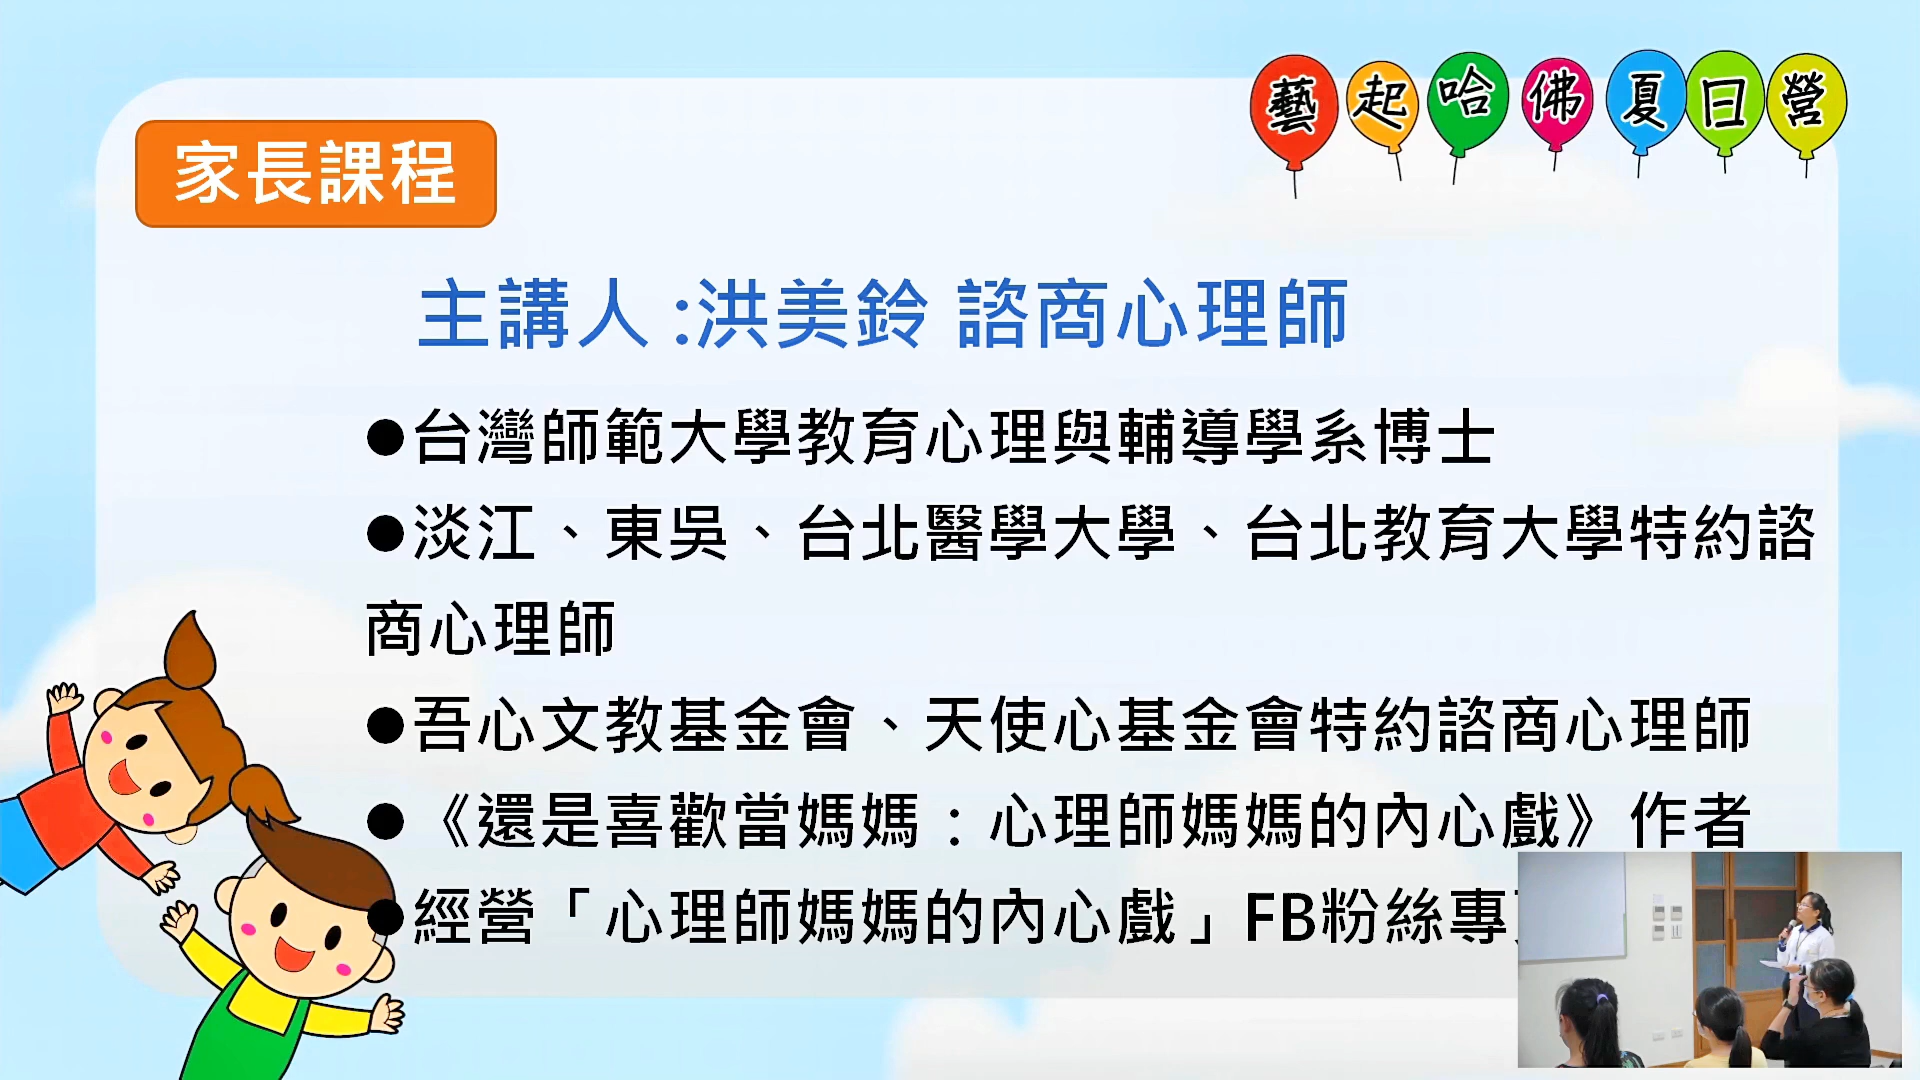 藝起哈佛夏日營
家長課程
主講人:洪美鈴 諮商心理師
●台灣師範大學教育心理與輔導學系博士
●淡江、東吳、台北醫學大學、台北教育大學特約諮
商心理師
●吾心文教基金會、天使心基金會特約諮商心理師
●《還是喜歡當媽媽：心理師媽媽的內心戲》作者
●經營「心理師媽媽的內心戲」FB粉絲專